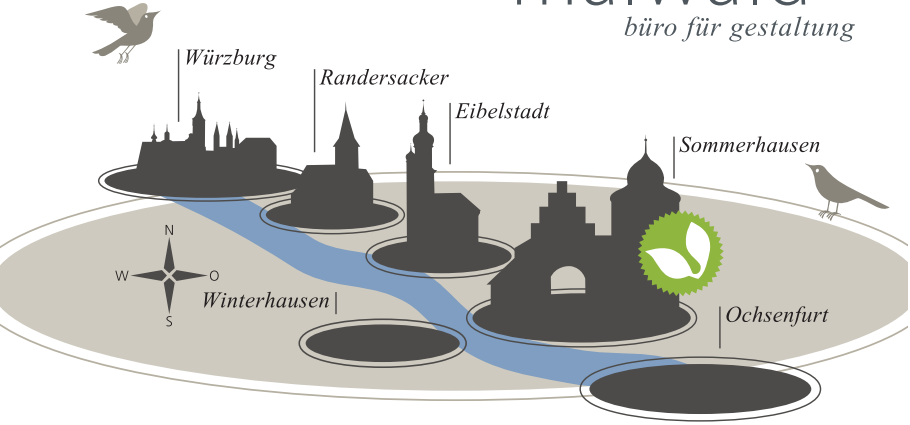 büro für gestaltung
Würzburg
Randersacker
Eibelstadt
Sommerhausen
N
W
O
S
Winterhausen
Ochsenfurt